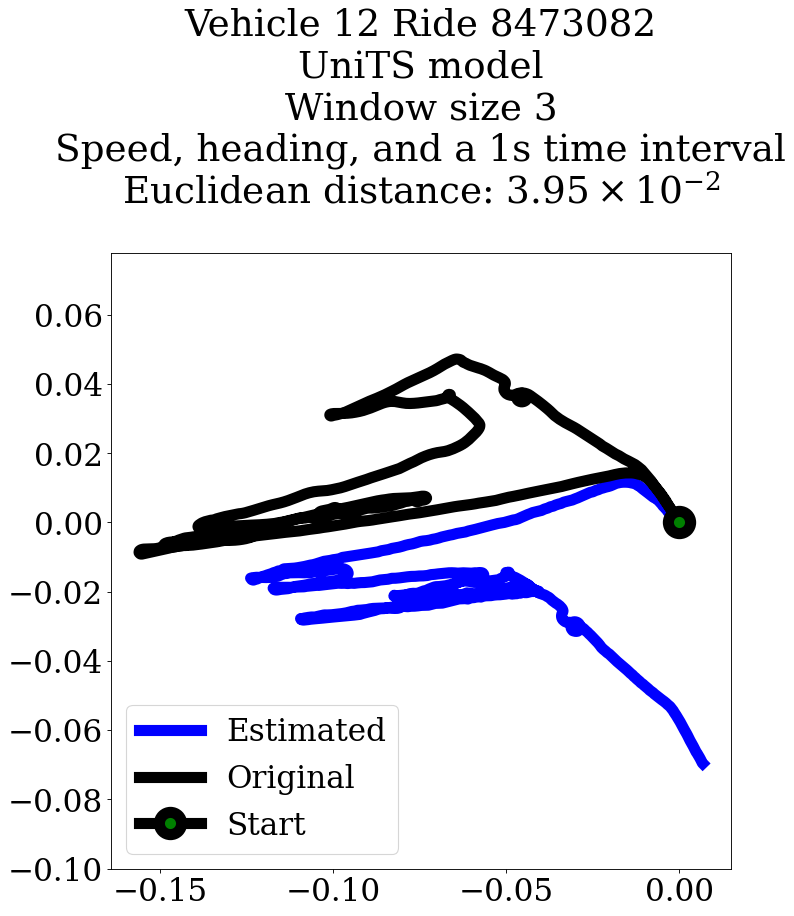 Vehicle 12 Ride 8473082
UniTS model
Window size 3
Speed, heading, and a 1s time interval
Euclidean distance: 3.95 × 10⁻²
0.06
0.04
0.02
0.00
−0.02
−0.04
−0.06
−0.08
−0.10
Estimated
Original
Start
−0.15
−0.10
−0.05
0.00